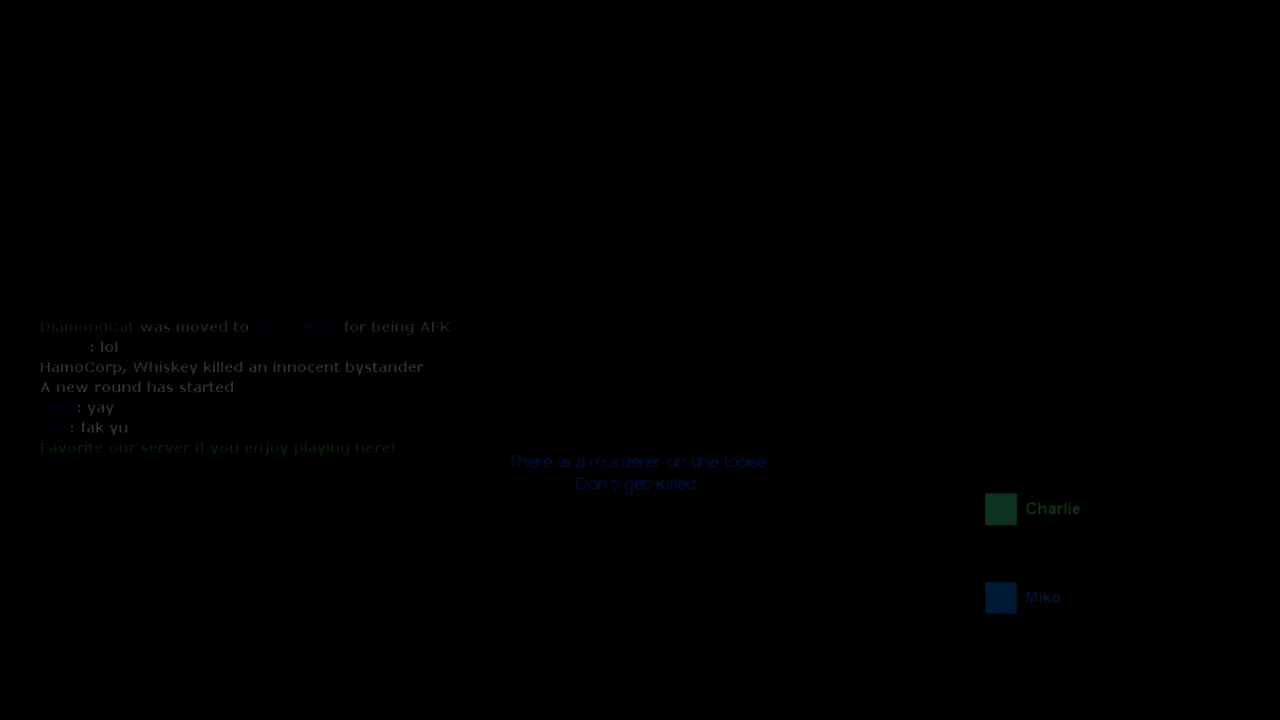 DiamondCat was moved to Spectators for being AFK
: lol
HamoCorp, Whiskey killed an innocent bystander
A new round has started
: yay
: fak yu
Favorite our server if you enjoy playing here!
There is a murderer on the loose
Don't get killed
Charlie
Miko